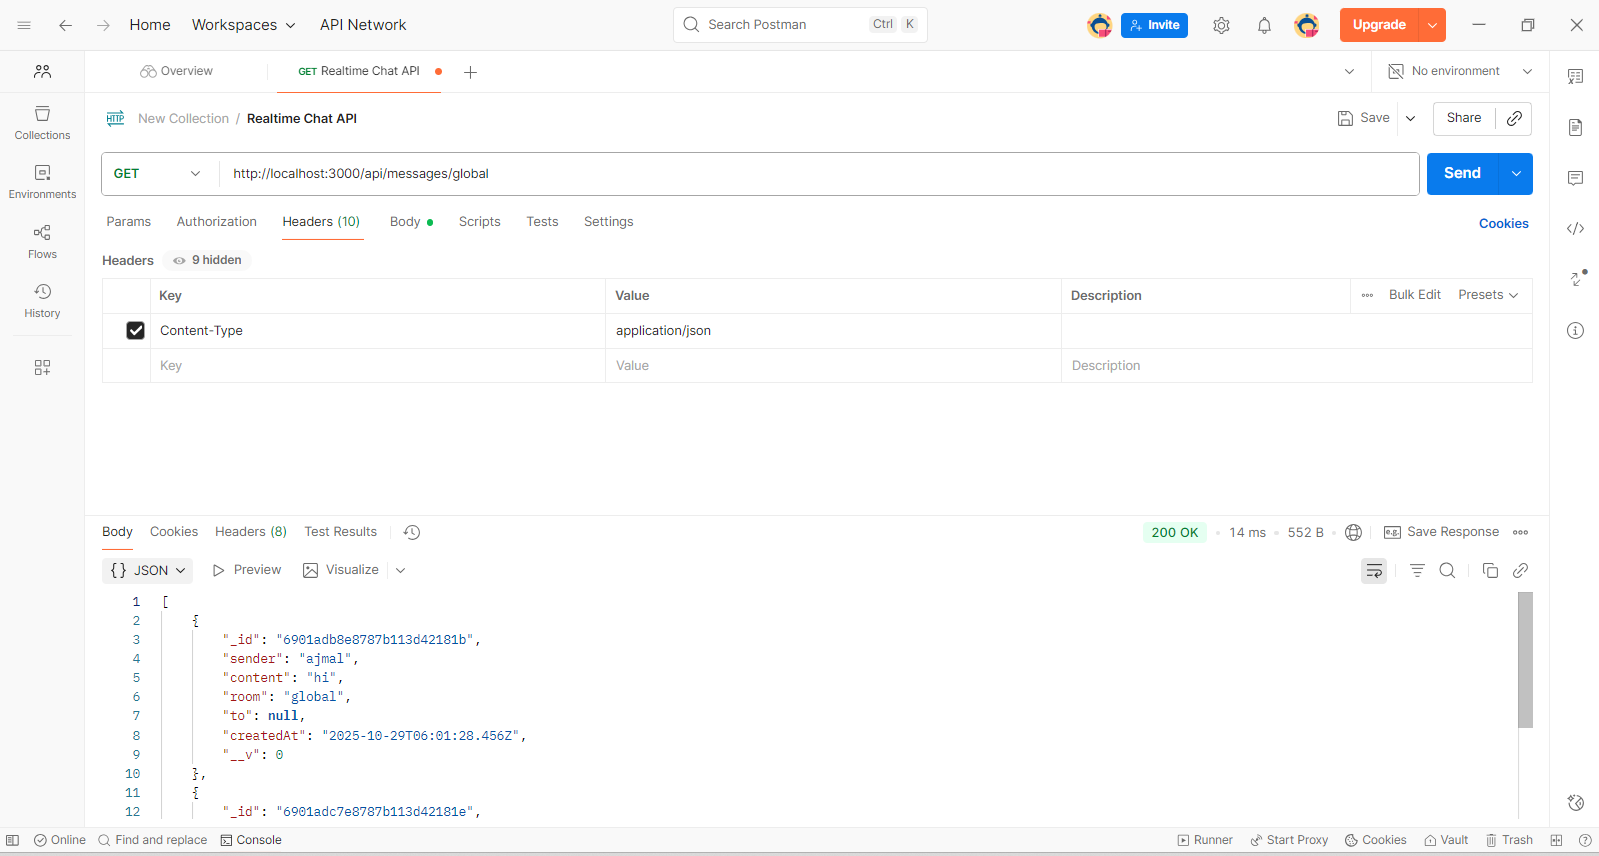 Home Workspaces API Network Search Postman Ctrl K Invite Upgrade
Overview GET Realtime Chat API No environment
HTTP New Collection / Realtime Chat API Save Share
Collections
Environments
Flows
History
GET http://localhost:3000/api/messages/global Send
Params Authorization Headers (10) Body Scripts Tests Settings Cookies
Headers 9 hidden
Key Value Description Bulk Edit Presets
Content-Type application/json
Key Value Description
Body Cookies Headers (8) Test Results 200 OK 14 ms 552 B e.g. Save Response
{} JSON Preview Visualize
1 [
2 {
3 "_id": "6901adb8e8787b113d42181b",
4 "sender": "ajmal",
5 "content": "hi",
6 "room": "global",
7 "to": null,
8 "createdAt": "2025-10-29T06:01:28.456Z",
9 "__v": 0
10 },
11 {
12 "_id": "6901adc7e8787b113d42181e",
Online Find and replace Console Runner Start Proxy Cookies Vault Trash